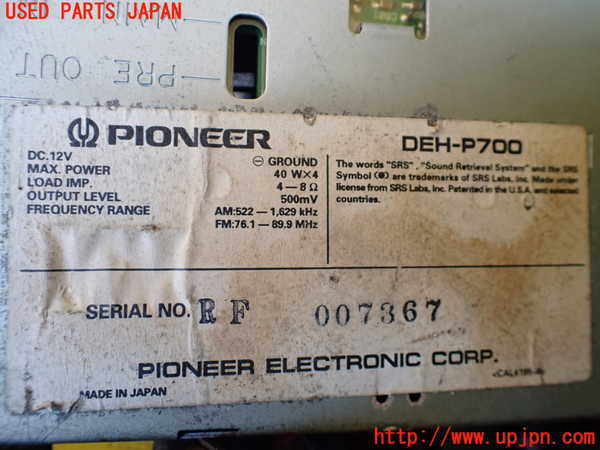 USED PARTS JAPAN
PRE OUT
PIONEER
DEH-P700
DC.12V
⊖ GROUND
MAX. POWER
40 W×4
LOAD IMP.
4 — 8 Ω
OUTPUT LEVEL
500mV
FREQUENCY RANGE
AM:522 — 1,629 kHz
FM:76.1 — 89.9 MHz
The words "SRS", "Sound Retrieval System" and the SRS
Symbol (●) are trademarks of SRS Labs, Inc. Made under
license from SRS Labs, Inc. Patented in the U.S.A. and selected
countries.
SERIAL NO. RF 007367
PIONEER ELECTRONIC CORP.
MADE IN JAPAN
http://www.upjpn.com